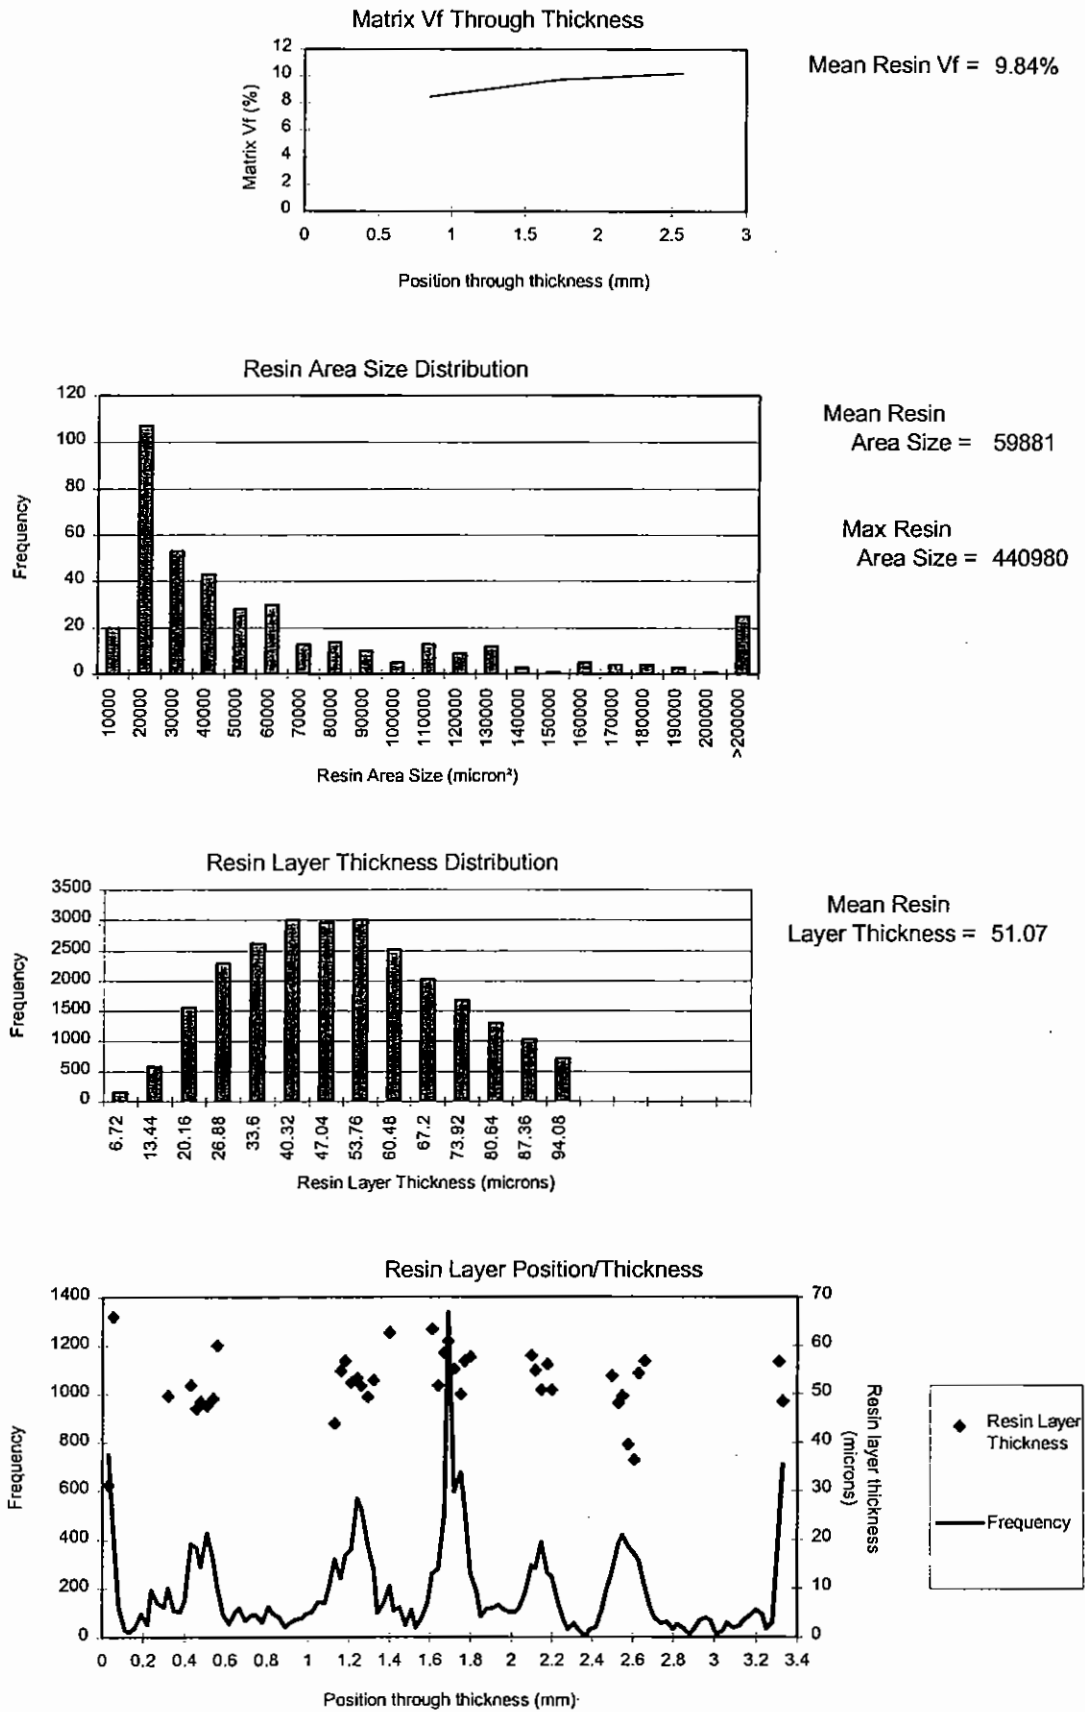 Matrix Vf Through Thickness
Mean Resin Vf = 9.84%
12
10
8
6
4
2
0
Matrix Vf (%)
0 0.5 1 1.5 2 2.5 3
Position through thickness (mm)
Resin Area Size Distribution
Mean Resin
Area Size = 59881
Max Resin
Area Size = 440980
120
100
80
60
40
20
0
Frequency
10000 20000 30000 40000 50000 60000 70000 80000 90000 100000 110000 120000 130000 140000 150000 160000 170000 180000 190000 200000 >200000
Resin Area Size (micron²)
Resin Layer Thickness Distribution
Mean Resin
Layer Thickness = 51.07
3500
3000
2500
2000
1500
1000
500
0
Frequency
6.72 13.44 20.16 26.88 33.6 40.32 47.04 53.76 60.48 67.2 73.92 80.64 87.36 94.08
Resin Layer Thickness (microns)
Resin Layer Position/Thickness
1400
1200
1000
800
600
400
200
0
Frequency
70
60
50
40
30
20
10
0
Resin layer thickness
(microns)
0 0.2 0.4 0.6 0.8 1 1.2 1.4 1.6 1.8 2 2.2 2.4 2.6 2.8 3 3.2 3.4
Position through thickness (mm)
Resin Layer
Thickness
Frequency